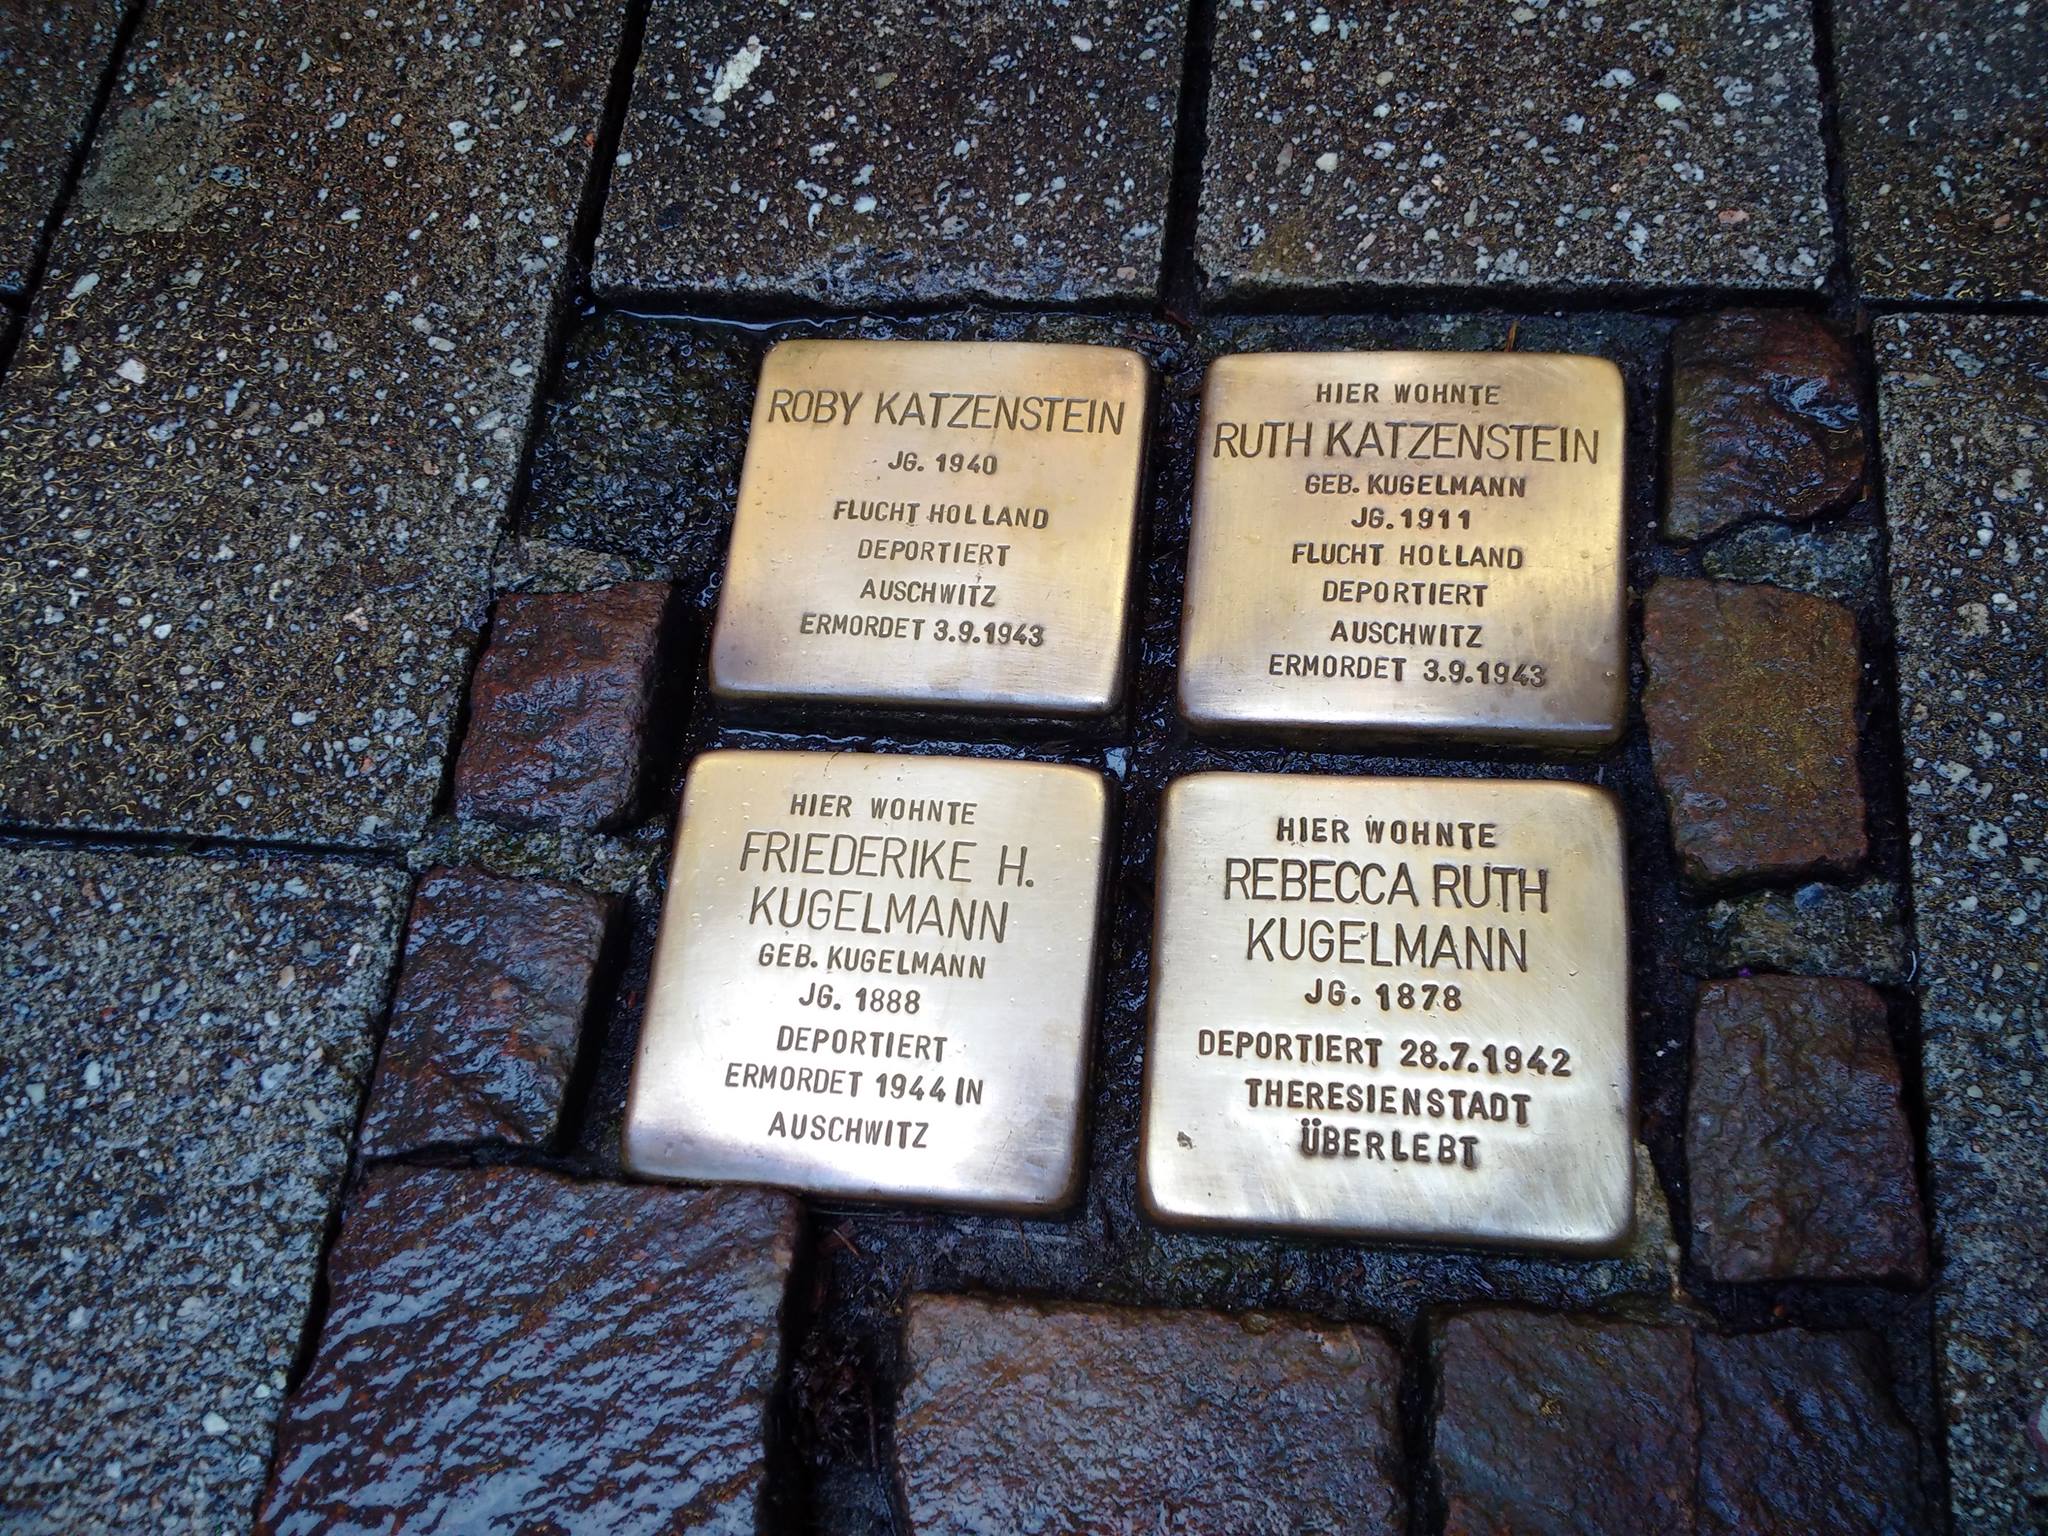 ROBY KATZENSTEIN
JG. 1940
FLUCHT HOLLAND
DEPORTIERT
AUSCHWITZ
ERMORDET 3.9.1943
HIER WOHNTE
RUTH KATZENSTEIN
GEB. KUGELMANN
JG. 1911
FLUCHT HOLLAND
DEPORTIERT
AUSCHWITZ
ERMORDET 3.9.1943
HIER WOHNTE
FRIEDERIKE H.
KUGELMANN
GEB. KUGELMANN
JG. 1888
DEPORTIERT
ERMORDET 1944 IN
AUSCHWITZ
HIER WOHNTE
REBECCA RUTH
KUGELMANN
JG. 1878
DEPORTIERT 28.7.1942
THERESIENSTADT
ÜBERLEBT